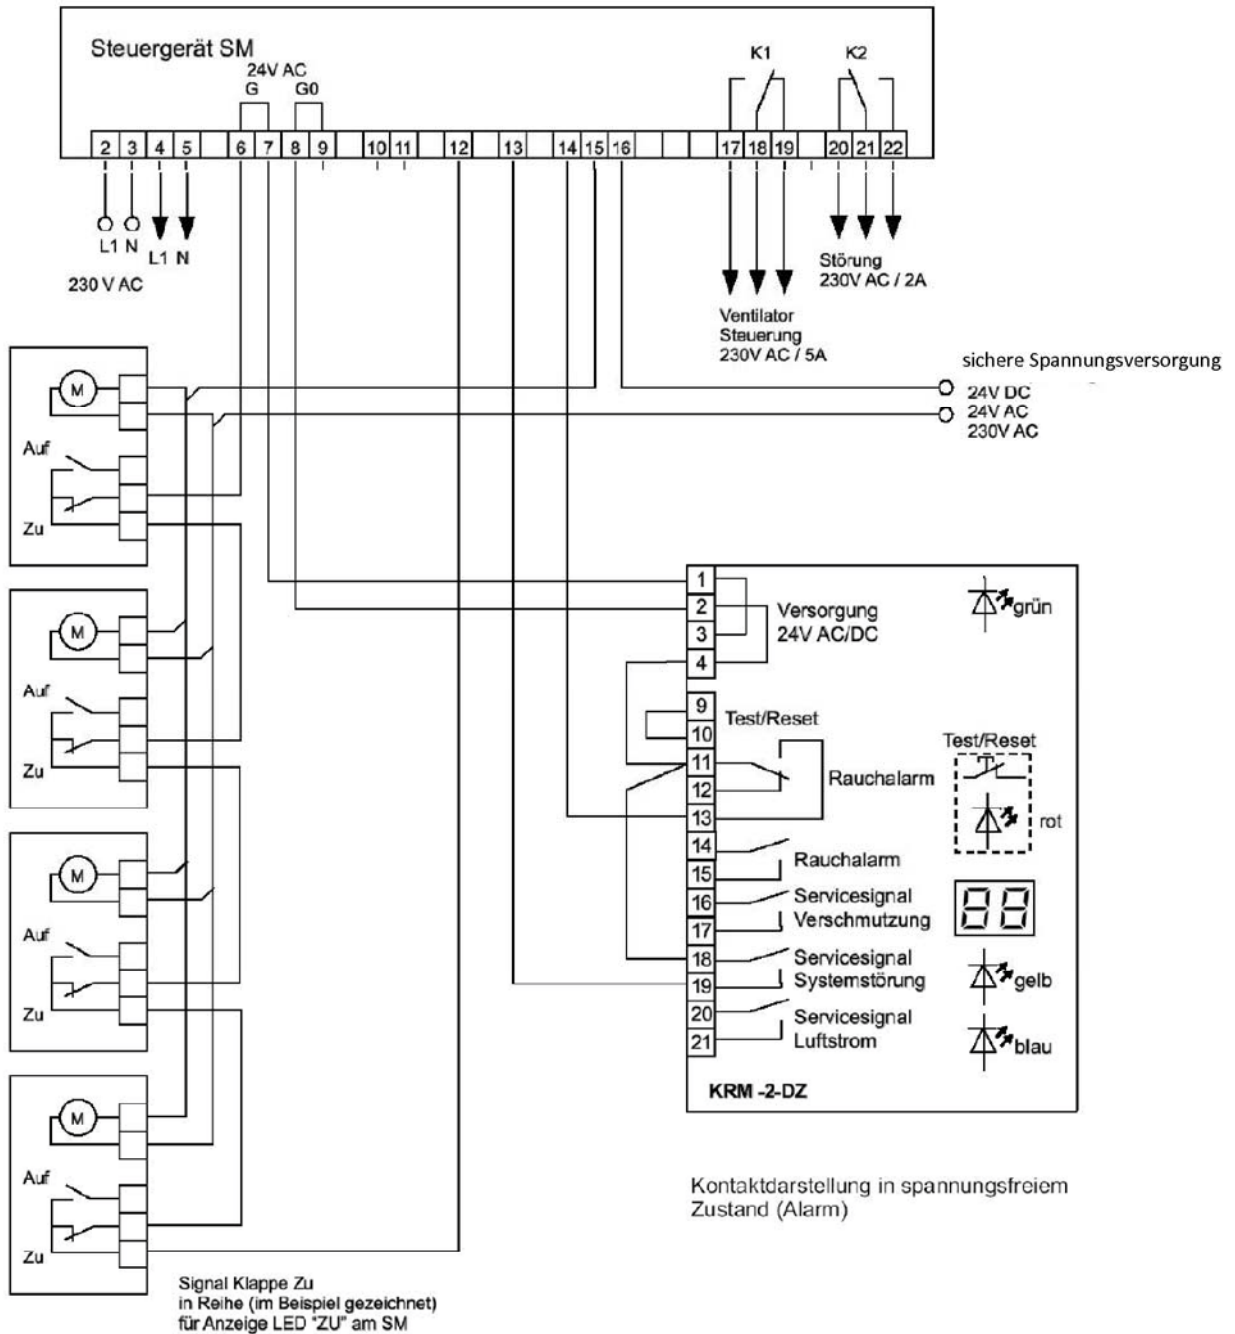 Steuergerät SM
24V AC
G G0
K1
K2
2 3 4 5 6 7 8 9 10 11 12 13 14 15 16 17 18 19 20 21 22
L1 N
L1 N
230 V AC
Störung
230V AC / 2A
Ventilator
Steuerung
230V AC / 5A
sichere Spannungsversorgung
24V DC
24V AC
230V AC
M
Auf
Zu
M
Auf
Zu
M
Auf
Zu
M
Auf
Zu
1
2
3
4
Versorgung
24V AC/DC
grün
9
10
Test/Reset
11
12
13
Rauchalarm
Test/Reset
rot
14
15
Rauchalarm
16
17
Servicesignal
Verschmutzung
88
18
19
Servicesignal
Systemstörung
gelb
20
21
Servicesignal
Luftstrom
blau
KRM -2-DZ
Kontaktdarstellung in spannungsfreiem
Zustand (Alarm)
Signal Klappe Zu
in Reihe (im Beispiel gezeichnet)
für Anzeige LED "ZU" am SM